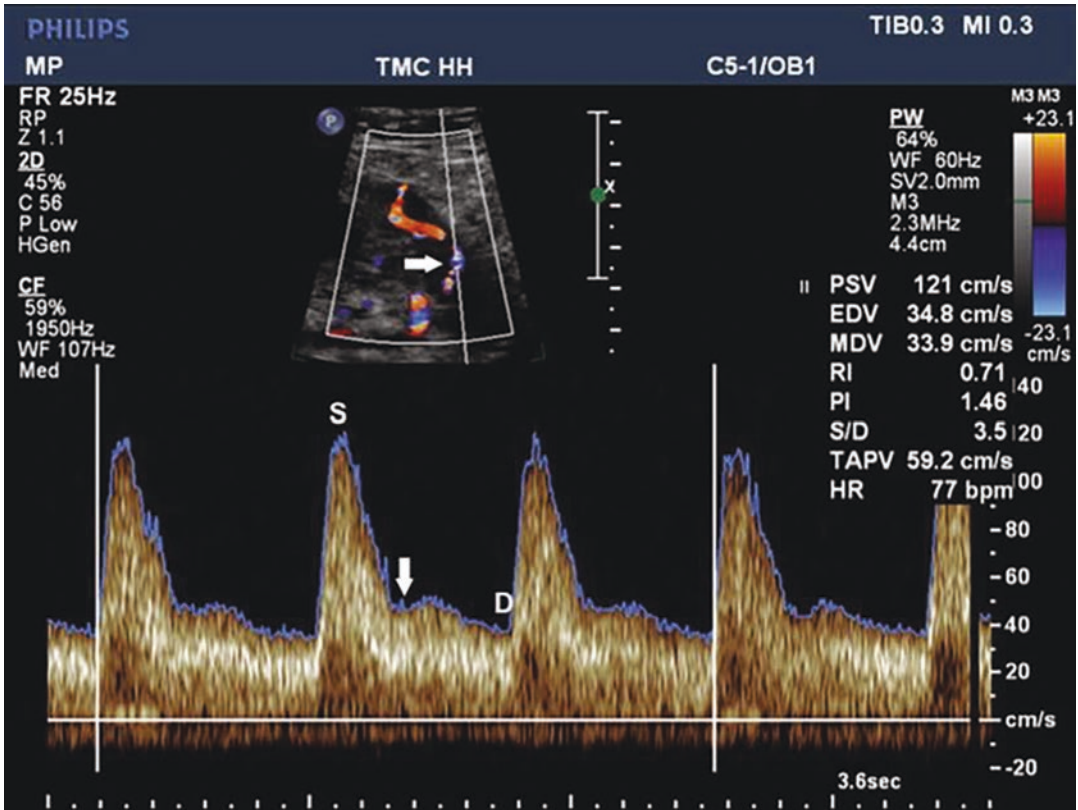 PHILIPS
TIB0.3 MI 0.3
MP TMC HH C5-1/OB1
FR 25Hz
RP
Z 1.1
2D
45%
C 56
P Low
HGen
CF
59%
1950Hz
WF 107Hz
Med
P
x
PW
64%
WF 60Hz
SV2.0mm
M3
2.3MHz
4.4cm
M3 M3
+23.1
-23.1
cm/s
II PSV 121 cm/s
EDV 34.8 cm/s
MDV 33.9 cm/s
RI 0.71
PI 1.46
S/D 3.5
TAPV 59.2 cm/s
HR 77 bpm
S
D
40
120
00
80
60
40
20
cm/s
-20
3.6sec